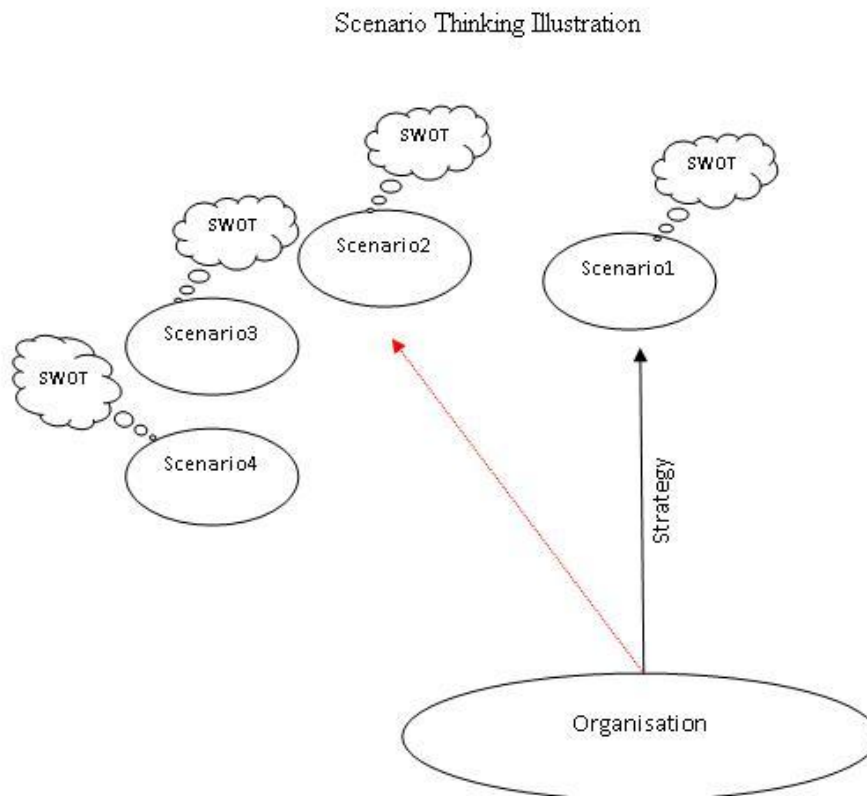 Scenario Thinking Illustration
SWOT
SWOT
SWOT
Scenario2
Scenario1
Scenario3
SWOT
Scenario4
Strategy
Organisation